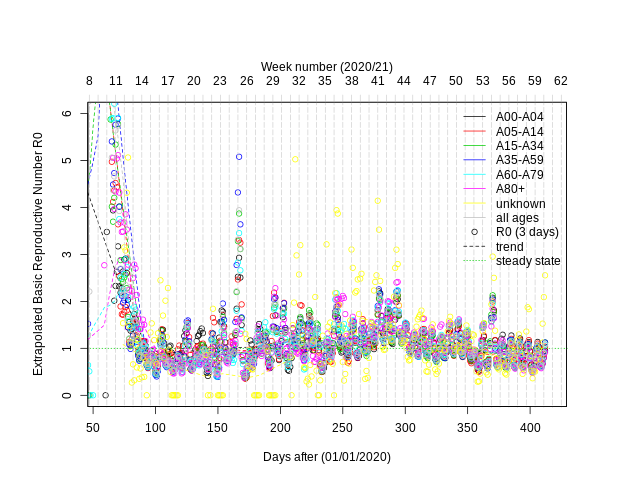 Week number (2020/21)
8 11 14 17 20 23 26 29 32 35 38 41 44 47 50 53 56 59 62
Extrapolated Basic Reproductive Number R0
6
5
4
3
2
1
0
A00-A04
A05-A14
A15-A34
A35-A59
A60-A79
A80+
unknown
all ages
R0 (3 days)
trend
steady state
50 100 150 200 250 300 350 400
Days after (01/01/2020)